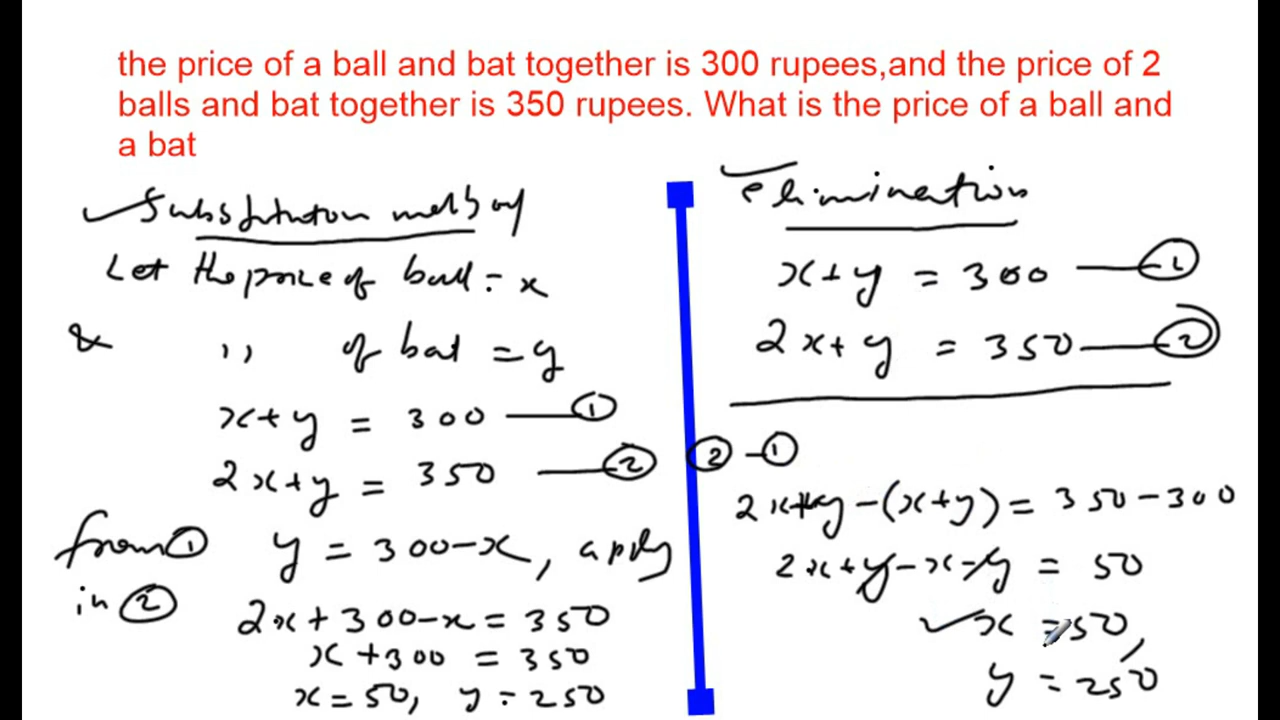 the price of a ball and bat together is 300 rupees,and the price of 2
balls and bat together is 350 rupees. What is the price of a ball and
a bat
Substitution method
Let the price of ball = x
& ,, of bat = y
x+y = 300 — ①
2x+y = 350 — ②
from ① y = 300-x, apply
in ②
2x+300-x=350
x+300 = 350
x=50, y=250
elimination
x+y = 300 — ①
2x+y = 350 — ②
② - ①
2x+y-(x+y)=350-300
2x+y-x-y = 50
x =50,
y =250